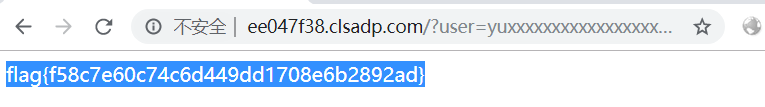 不安全 | ee047f38.clsadp.com/?user=yuxxxxxxxxxxxxxxxxx...
flag{f58c7e60c74c6d449dd1708e6b2892ad}